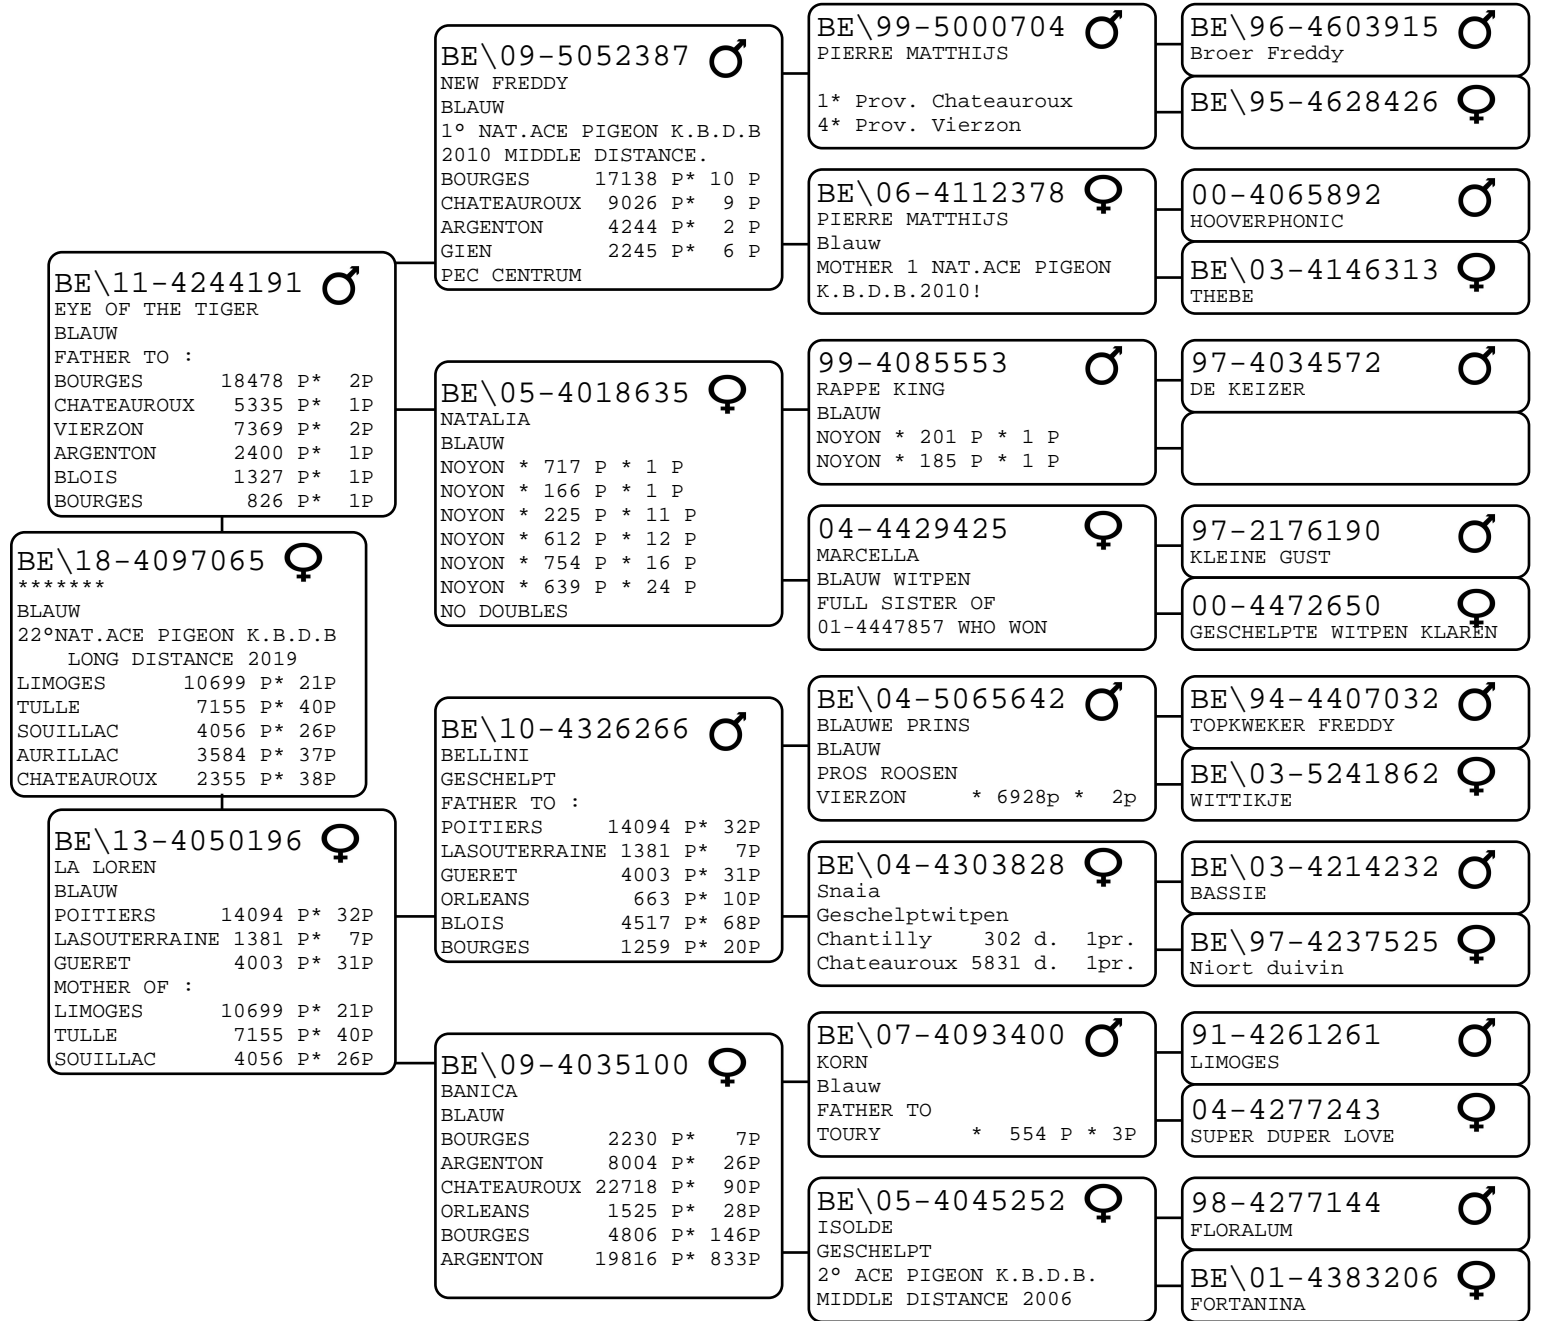 BE\18-4097065
*******
BLAUW
22°NAT.ACE PIGEON K.B.D.B
LONG DISTANCE 2019
LIMOGES 10699 P* 21P
TULLE 7155 P* 40P
SOUILLAC 4056 P* 26P
AURILLAC 3584 P* 37P
CHATEAUROUX 2355 P* 38P
BE\11-4244191
EYE OF THE TIGER
BLAUW
FATHER TO :
BOURGES 18478 P* 2P
CHATEAUROUX 5335 P* 1P
VIERZON 7369 P* 2P
ARGENTON 2400 P* 1P
BLOIS 1327 P* 1P
BOURGES 826 P* 1P
BE\13-4050196
LA LOREN
BLAUW
POITIERS 14094 P* 32P
LASOUTERRAINE 1381 P* 7P
GUERET 4003 P* 31P
MOTHER OF :
LIMOGES 10699 P* 21P
TULLE 7155 P* 40P
SOUILLAC 4056 P* 26P
BE\09-5052387
NEW FREDDY
BLAUW
1° NAT.ACE PIGEON K.B.D.B
2010 MIDDLE DISTANCE.
BOURGES 17138 P* 10 P
CHATEAUROUX 9026 P* 9 P
ARGENTON 4244 P* 2 P
GIEN 2245 P* 6 P
PEC CENTRUM
BE\05-4018635
NATALIA
BLAUW
NOYON * 717 P * 1 P
NOYON * 166 P * 1 P
NOYON * 225 P * 11 P
NOYON * 612 P * 12 P
NOYON * 754 P * 16 P
NOYON * 639 P * 24 P
NO DOUBLES
BE\10-4326266
BELLINI
GESCHELPT
FATHER TO :
POITIERS 14094 P* 32P
LASOUTERRAINE 1381 P* 7P
GUERET 4003 P* 31P
ORLEANS 663 P* 10P
BLOIS 4517 P* 68P
BOURGES 1259 P* 20P
BE\09-4035100
BANICA
BLAUW
BOURGES 2230 P* 7P
ARGENTON 8004 P* 26P
CHATEAUROUX 22718 P* 90P
ORLEANS 1525 P* 28P
BOURGES 4806 P* 146P
ARGENTON 19816 P* 833P
BE\99-5000704
PIERRE MATTHIJS
1* Prov. Chateauroux
4* Prov. Vierzon
BE\06-4112378
PIERRE MATTHIJS
Blauw
MOTHER 1 NAT.ACE PIGEON
K.B.D.B.2010!
99-4085553
RAPPE KING
BLAUW
NOYON * 201 P * 1 P
NOYON * 185 P * 1 P
04-4429425
MARCELLA
BLAUW WITPEN
FULL SISTER OF
01-4447857 WHO WON
BE\04-5065642
BLAUWE PRINS
BLAUW
PROS ROOSEN
VIERZON * 6928p * 2p
BE\04-4303828
Snaia
Geschelptwitpen
Chantilly 302 d. 1pr.
Chateauroux 5831 d. 1pr.
BE\07-4093400
KORN
Blauw
FATHER TO
TOURY * 554 P * 3P
BE\05-4045252
ISOLDE
GESCHELPT
2° ACE PIGEON K.B.D.B.
MIDDLE DISTANCE 2006
BE\96-4603915
Broer Freddy
BE\95-4628426
00-4065892
HOOVERPHONIC
BE\03-4146313
THEBE
97-4034572
DE KEIZER
97-2176190
KLEINE GUST
00-4472650
GESCHELPTE WITPEN KLAREN
BE\94-4407032
TOPKWEKER FREDDY
BE\03-5241862
WITTIKJE
BE\03-4214232
BASSIE
BE\97-4237525
Niort duivin
91-4261261
LIMOGES
04-4277243
SUPER DUPER LOVE
98-4277144
FLORALUM
BE\01-4383206
FORTANINA